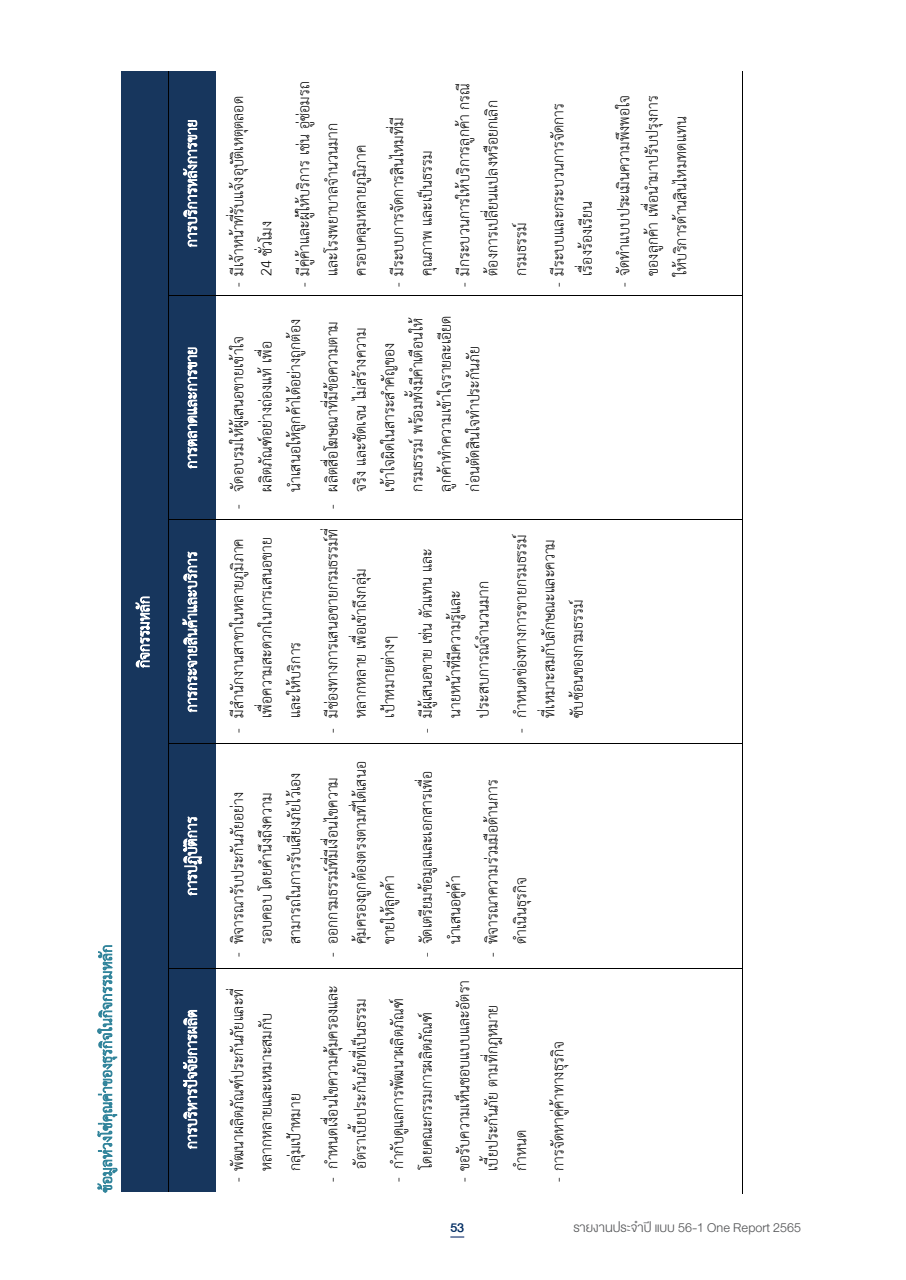 ข้อมูลห่วงโซ่คุณค่าของธุรกิจในกิจกรรมหลัก
กิจกรรมหลัก
การบริหารปัจจัยการผลิต
- พัฒนาผลิตภัณฑ์ประกันภัยและที่
หลากหลายและเหมาะสมกับ
กลุ่มเป้าหมาย
- กำหนดเงื่อนไขความคุ้มครองและ
อัตราเบี้ยประกันภัยที่เป็นธรรม
- กำกับดูแลการพัฒนาผลิตภัณฑ์
โดยคณะกรรมการผลิตภัณฑ์
- ขอรับความเห็นชอบแบบและอัตรา
เบี้ยประกันภัย ตามที่กฎหมาย
กำหนด
- การจัดหาคู่ค้าทางธุรกิจ
การปฏิบัติการ
- พิจารณารับประกันภัยอย่าง
รอบคอบ โดยคำนึงถึงความ
สามารถในการรับเสี่ยงภัยไว้เอง
- ออกกรมธรรม์ที่มีเงื่อนไขความ
คุ้มครองถูกต้องตรงตามที่ได้เสนอ
ขายให้ลูกค้า
- จัดเตรียมข้อมูลและเอกสารเพื่อ
นำเสนอคู่ค้า
- พิจารณาความร่วมมือด้านการ
ดำเนินธุรกิจ
การกระจายสินค้าและบริการ
- มีสำนักงานสาขาในหลายภูมิภาค
เพื่อความสะดวกในการเสนอขาย
และให้บริการ
- มีช่องทางการเสนอขายกรมธรรม์ที่
หลากหลาย เพื่อเข้าถึงกลุ่ม
เป้าหมายต่างๆ
- มีผู้เสนอขาย เช่น ตัวแทน และ
นายหน้าที่มีความรู้และ
ประสบการณ์จำนวนมาก
- กำหนดช่องทางการขายกรมธรรม์
ที่เหมาะสมกับลักษณะและความ
ซับซ้อนของกรมธรรม์
การตลาดและการขาย
- จัดอบรมให้ผู้เสนอขายเข้าใจ
ผลิตภัณฑ์อย่างถ่องแท้ เพื่อ
นำเสนอให้ลูกค้าได้อย่างถูกต้อง
- ผลิตสื่อโฆษณาที่มีข้อความตาม
จริง และชัดเจน ไม่สร้างความ
เข้าใจผิดในสาระสำคัญของ
กรมธรรม์ พร้อมทั้งมีคำเตือนให้
ลูกค้าทำความเข้าใจรายละเอียด
ก่อนตัดสินใจทำประกันภัย
การบริการหลังการขาย
- มีเจ้าหน้าที่รับแจ้งอุบัติเหตุตลอด
24 ชั่วโมง
- มีคู่ค้าและผู้ให้บริการ เช่น อู่ซ่อมรถ
และโรงพยาบาลจำนวนมาก
ครอบคลุมหลายภูมิภาค
- มีระบบการจัดการสินไหมที่มี
คุณภาพ และเป็นธรรม
- มีกระบวนการให้บริการลูกค้า กรณี
ต้องการเปลี่ยนแปลงหรือยกเลิก
กรมธรรม์
- มีระบบและกระบวนการจัดการ
เรื่องร้องเรียน
- จัดทำแบบประเมินความพึงพอใจ
ของลูกค้า เพื่อนำมาปรับปรุงการ
ให้บริการด้านสินไหมทดแทน
53
รายงานประจำปี แบบ 56-1 One Report 2565